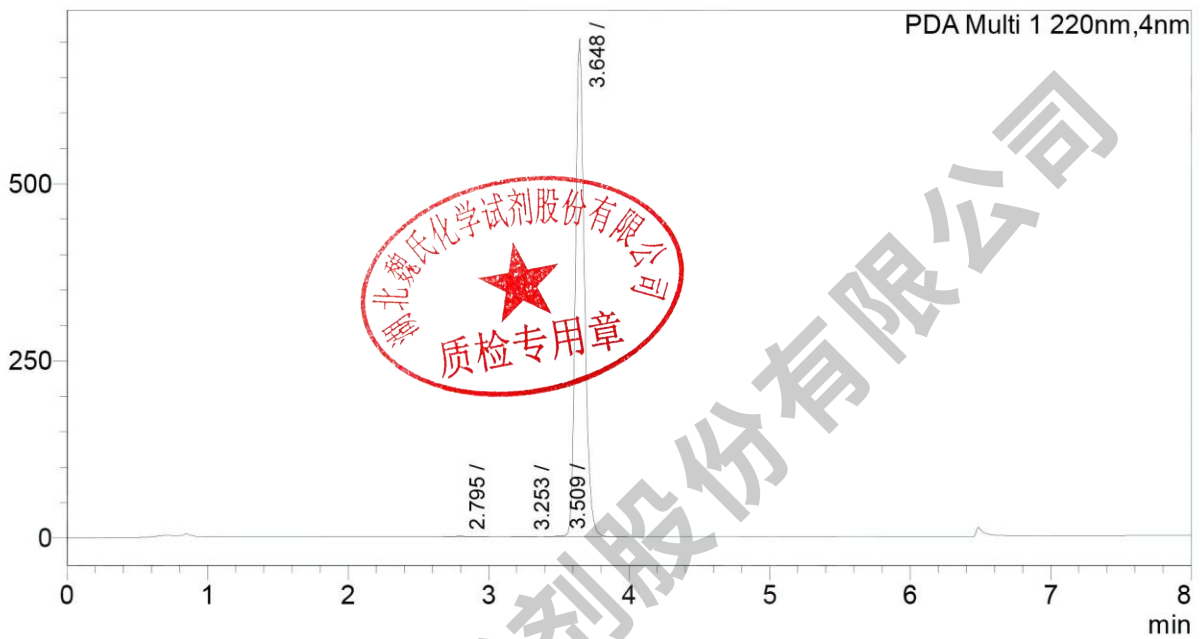 PDA Multi 1 220nm,4nm
3.648 /
500
湖北魏氏化学试剂股份有限公司
质检专用章
250
2.795 /
3.253 /
3.509 /
0
0 1 2 3 4 5 6 7 8
min
剂股份有限公司